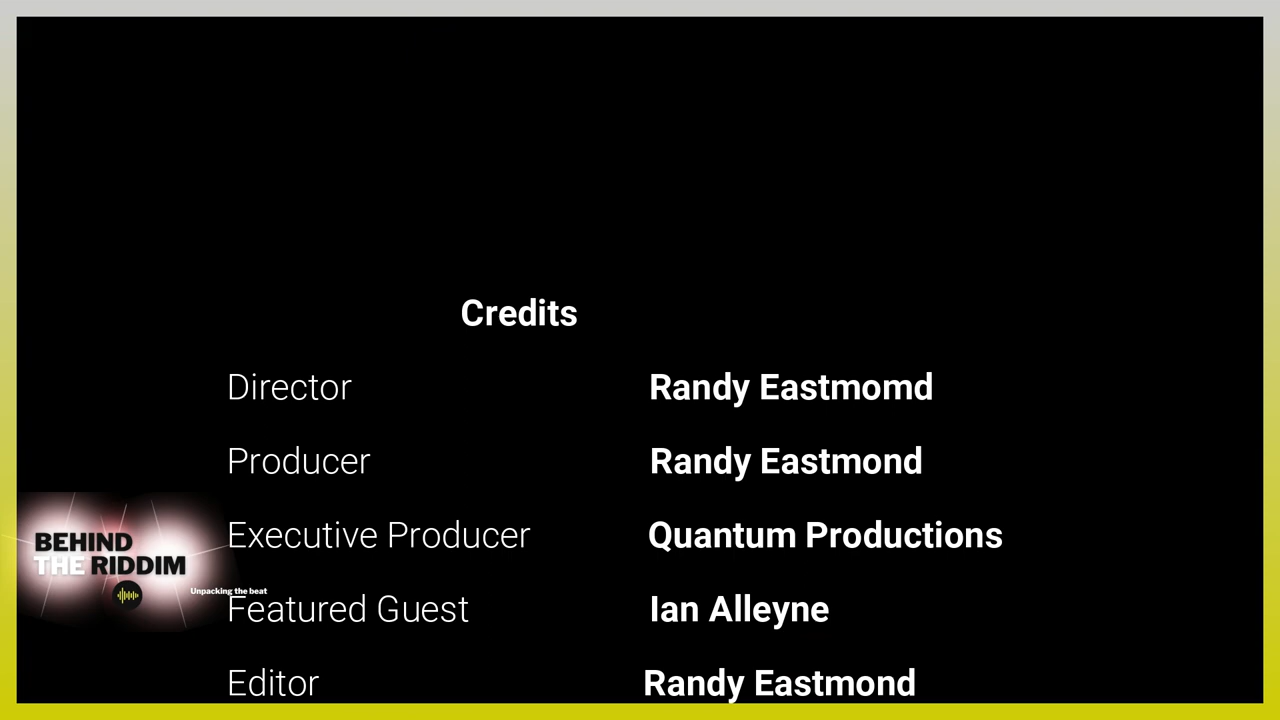 Credits
Director Randy Eastmomd
Producer Randy Eastmond
Executive Producer Quantum Productions
Featured Guest Ian Alleyne
Editor Randy Eastmond
BEHIND
THE RIDDIM
Unpacking the beat